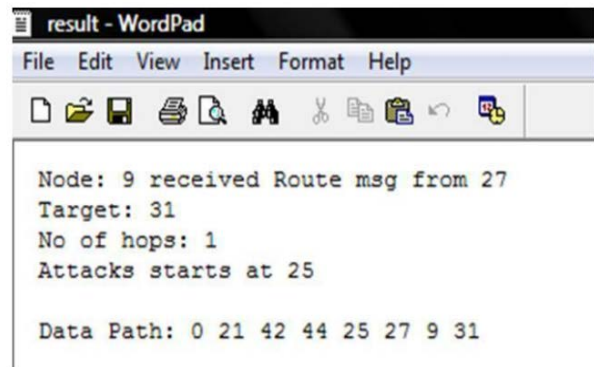 result - WordPad
File Edit View Insert Format Help
Node: 9 received Route msg from 27
Target: 31
No of hops: 1
Attacks starts at 25
Data Path: 0 21 42 44 25 27 9 31